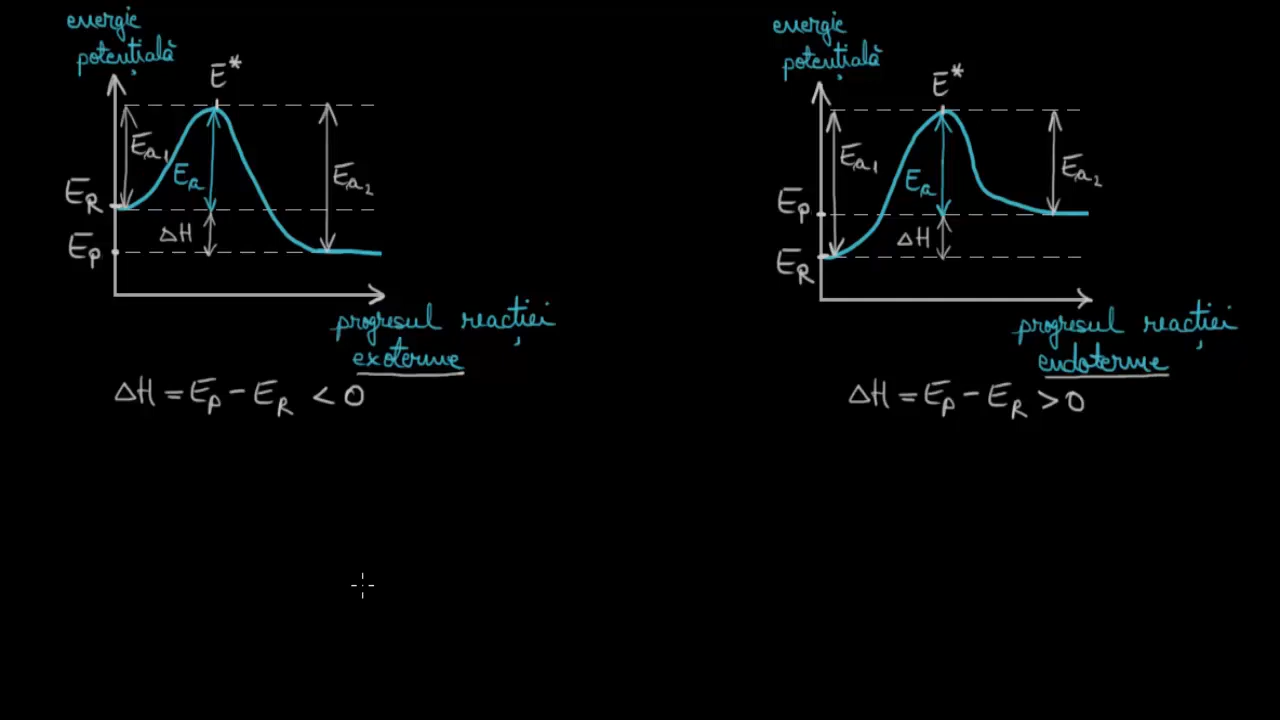 energie
potențială
E*
Ea1
Ea
Ea2
ER
ΔH
EP
progresul reacției
exoterme
ΔH = EP - ER < 0
energie
potențială
E*
Ea1
Ea
Ea2
EP
ΔH
ER
progresul reacției
endoterme
ΔH = EP - ER > 0